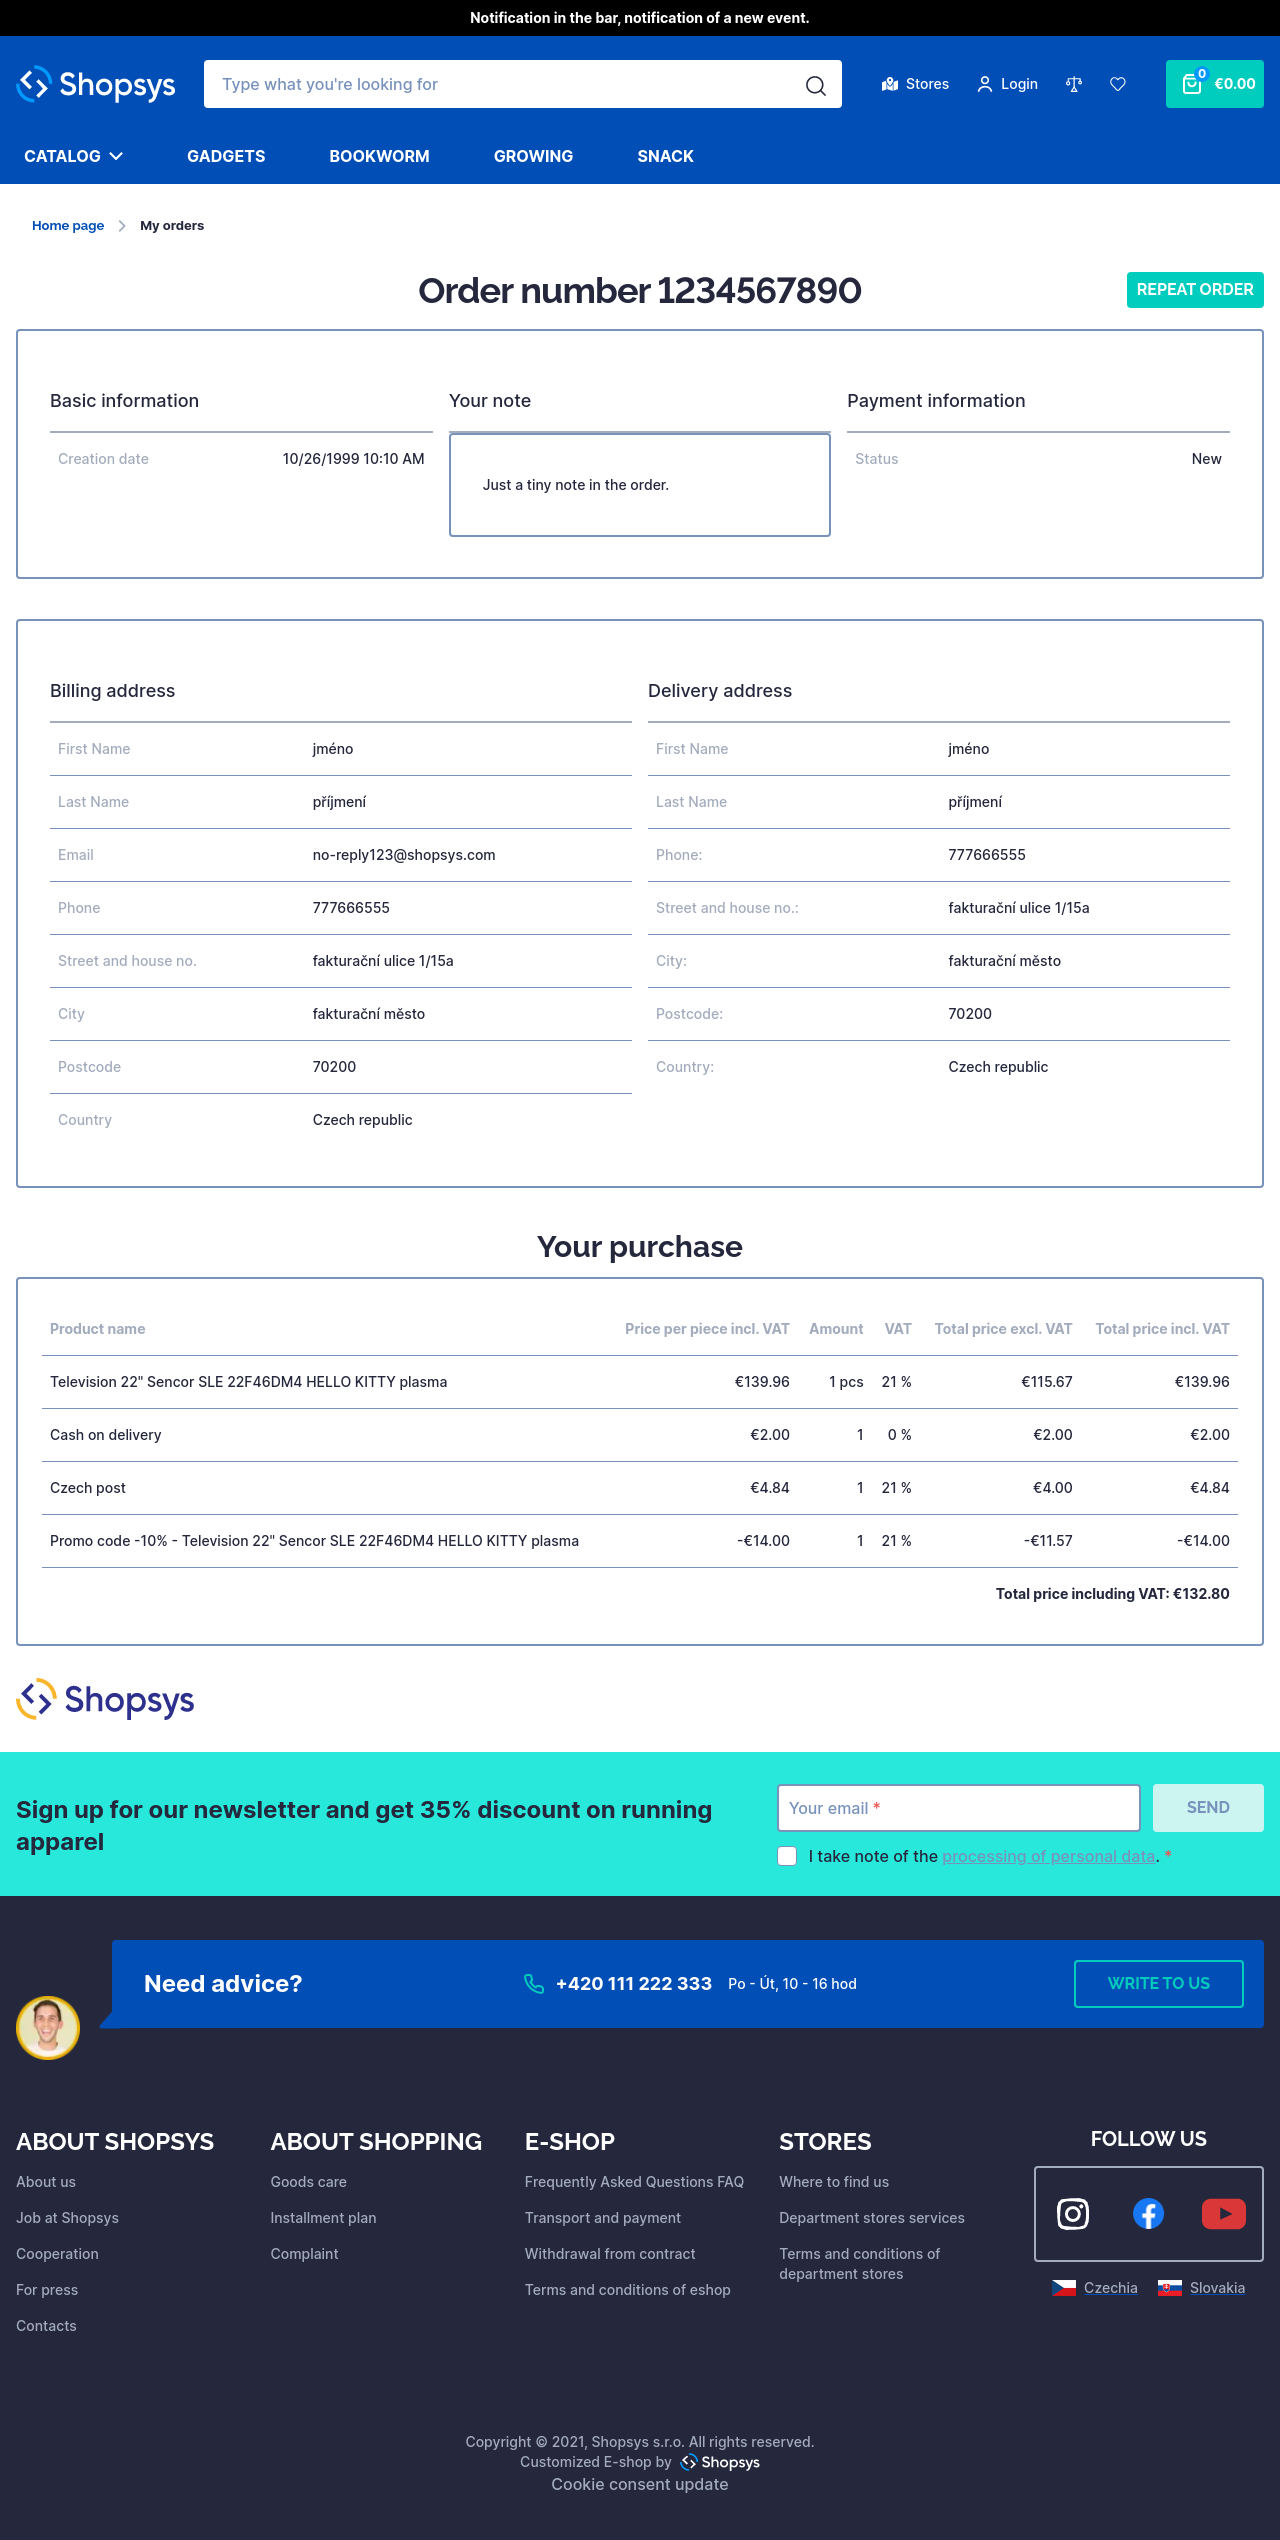 Notification in the bar, notification of a new event.
Shopsys
Type what you're looking for
Stores
Login
0
€0.00
CATALOG
GADGETS
BOOKWORM
GROWING
SNACK
Home page
My orders
Order number 1234567890
REPEAT ORDER
Basic information
Creation date 10/26/1999 10:10 AM
Your note
Just a tiny note in the order.
Payment information
Status New
Billing address
First Name jméno
Last Name příjmení
Email no-reply123@shopsys.com
Phone 777666555
Street and house no. fakturační ulice 1/15a
City fakturační město
Postcode 70200
Country Czech republic
Delivery address
First Name jméno
Last Name příjmení
Phone: 777666555
Street and house no.: fakturační ulice 1/15a
City: fakturační město
Postcode: 70200
Country: Czech republic
Your purchase
Product name Price per piece incl. VAT Amount VAT Total price excl. VAT Total price incl. VAT
Television 22" Sencor SLE 22F46DM4 HELLO KITTY plasma €139.96 1 pcs 21 % €115.67 €139.96
Cash on delivery €2.00 1 0 % €2.00 €2.00
Czech post €4.84 1 21 % €4.00 €4.84
Promo code -10% - Television 22" Sencor SLE 22F46DM4 HELLO KITTY plasma -€14.00 1 21 % -€11.57 -€14.00
Total price including VAT: €132.80
Shopsys
Sign up for our newsletter and get 35% discount on running
apparel
Your email *
SEND
I take note of the processing of personal data. *
Need advice?
+420 111 222 333
Po - Út, 10 - 16 hod
WRITE TO US
ABOUT SHOPSYS
About us
Job at Shopsys
Cooperation
For press
Contacts
ABOUT SHOPPING
Goods care
Installment plan
Complaint
E-SHOP
Frequently Asked Questions FAQ
Transport and payment
Withdrawal from contract
Terms and conditions of eshop
STORES
Where to find us
Department stores services
Terms and conditions of
department stores
FOLLOW US
Czechia
Slovakia
Copyright © 2021, Shopsys s.r.o. All rights reserved.
Customized E-shop by Shopsys
Cookie consent update